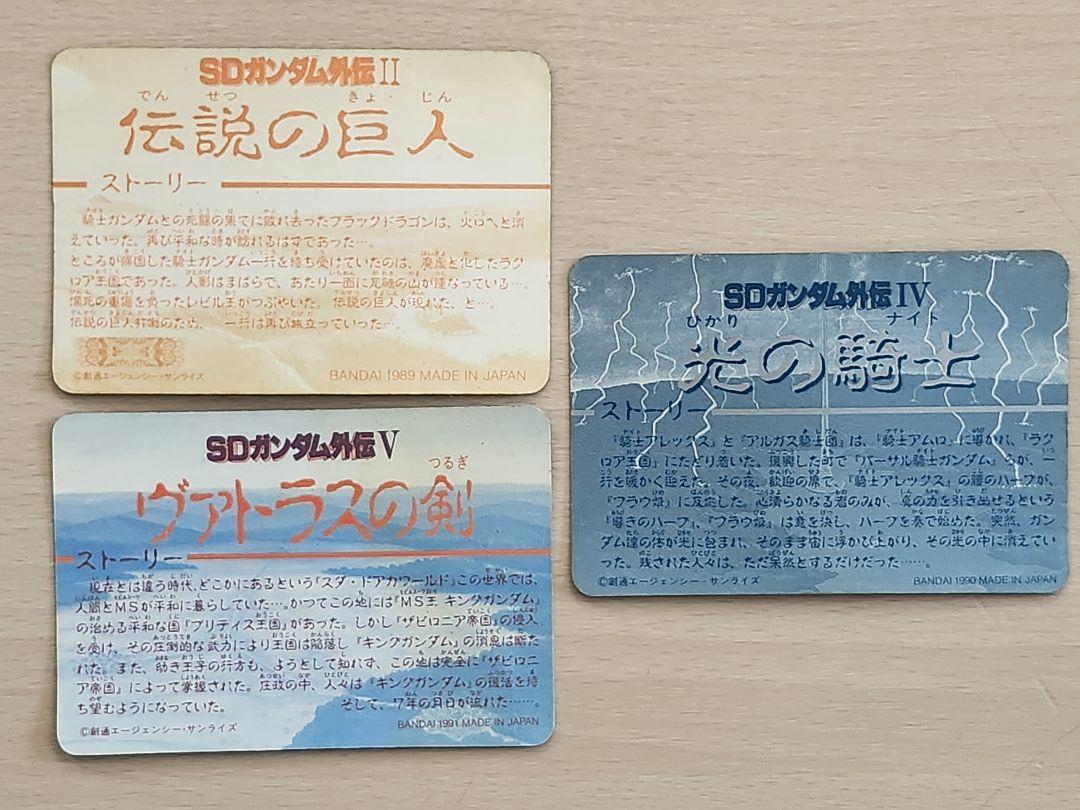 SDガンダム外伝II
でん せつ きょ じん
伝説の巨人
ストーリー
騎士ガンダムとの死闘の果てに敗れ去ったブラックドラゴンは、火口へと消
えていった。再び平和な時が訪れるはずであった…。
ところが帰国した騎士ガンダム一行を待ち受けていたのは、廃虚と化したラク
ロア王国であった。人影はまばらで、あたり一面に瓦礫の山が連なっている…。
瀕死の重傷を負ったレビル王がつぶやいた。伝説の巨人が現れた、と…。
伝説の巨人打倒のため、一行は再び旅立っていった…。
©創通エージェンシー・サンライズ
BANDAI 1989 MADE IN JAPAN
SDガンダム外伝V
つるぎ
ヴァトラスの剣
ストーリー
現在とは違う時代、どこかにあるという『スダ・ドアカワールド』この世界では、
人間とMSが平和に暮らしていた…。かつてこの地には『MS王 キングガンダム』
の治める平和な国『ブリティス王国』があった。しかし『ザビロニア帝国』の侵入
を受け、その圧倒的な武力により王国は陥落し『キングガンダム』の消息は断た
れた。また、幼き王子の行方も、ようとして知れず、この地は完全に『ザビロニ
ア帝国』によって掌握された。圧政の中、人々は『キングガンダム』の復活を待
ち望むようになっていた。 そして、7年の月日が流れた……。
©創通エージェンシー・サンライズ
BANDAI 1991 MADE IN JAPAN
SDガンダム外伝IV
ひかり ナイト
光の騎士
ストーリー
『騎士アレックス』と『アルガス騎士団』は、『騎士アムロ』に導かれ、『ラク
ロア王国』にたどり着いた。復興した町で『バーサル騎士ガンダム』らが、一
行を暖かく迎えた。その夜、歓迎の席で、『騎士アレックス』の腰のハープが、
『フラウ姫』に反応した。心清らかなる者のみが、真の力を引き出せるという
『導きのハープ』。『フラウ姫』は意を決し、ハープを奏で始めた。突然、ガン
ダム達の体が光に包まれ、そのまま宙に浮かび上がり、その光の中に消えてい
った。残された人々は、ただ呆然とするだけだった……。
©創通エージェンシー・サンライズ
BANDAI 1990 MADE IN JAPAN